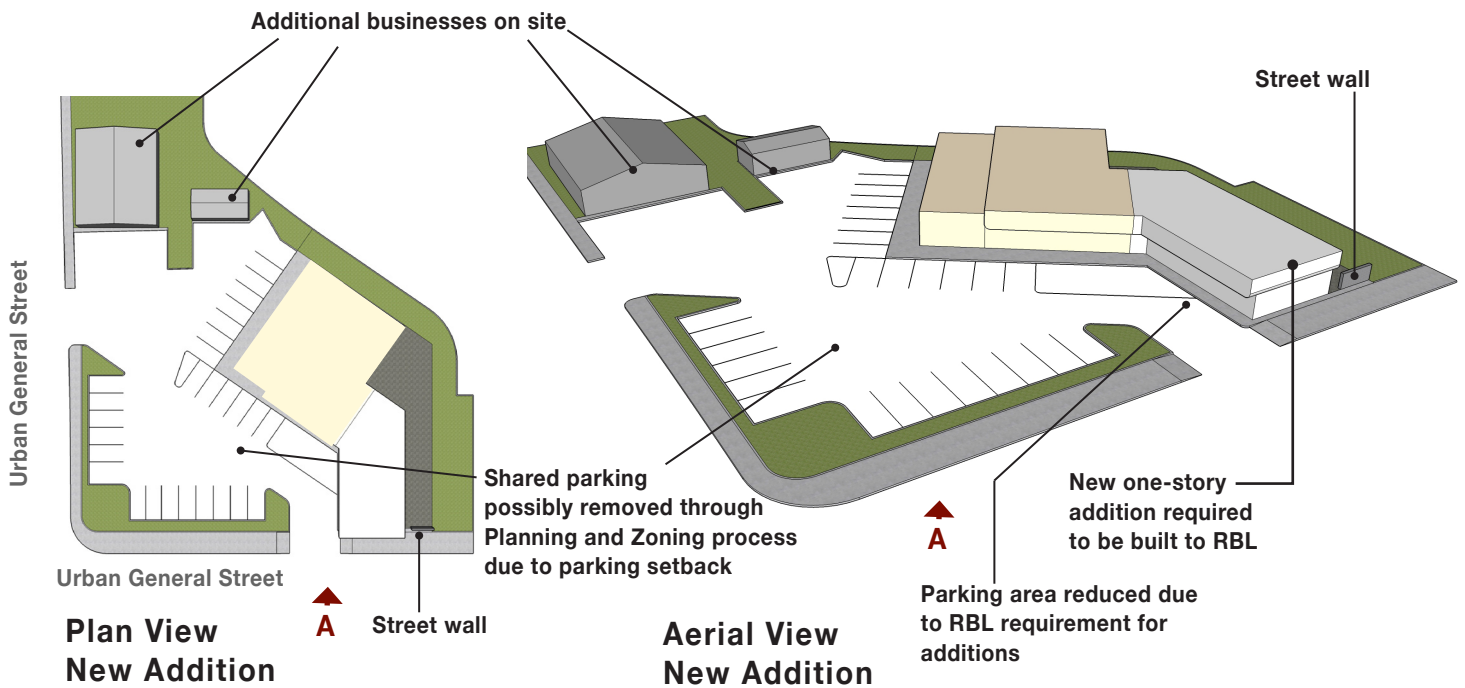 Additional businesses on site
Street wall
Urban General Street
Shared parking
possibly removed through
Planning and Zoning process
due to parking setback
New one-story
addition required
to be built to RBL
A
Urban General Street
A
Street wall
Parking area reduced due
to RBL requirement for
additions
Plan View
New Addition
Aerial View
New Addition